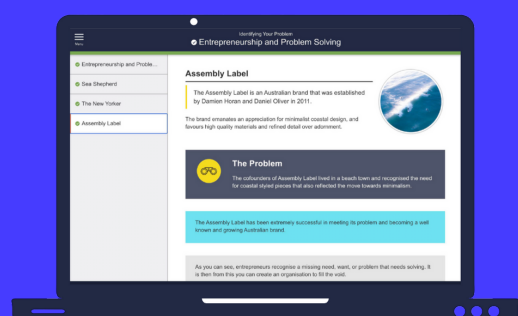 Identifying Your Problem
Entrepreneurship and Problem Solving
Menu
Entrepreneurship and Proble...
Sea Shepherd
The New Yorker
Assembly Label
Assembly Label
The Assembly Label is an Australian brand that was established
by Damien Horan and Daniel Oliver in 2011.
The brand emanates an appreciation for minimalist coastal design, and
favours high quality materials and refined detail over adornment.
The Problem
The cofounders of Assembly Label lived in a beach town and recognised the need
for coastal styled pieces that also reflected the move towards minimalism.
The Assembly Label has been extremely successful in meeting its problem and becoming a well
known and growing Australian brand.
As you can see, entrepreneurs recognise a missing need, want, or problem that needs solving. It
is then from this you can create an organisation to fill the void.